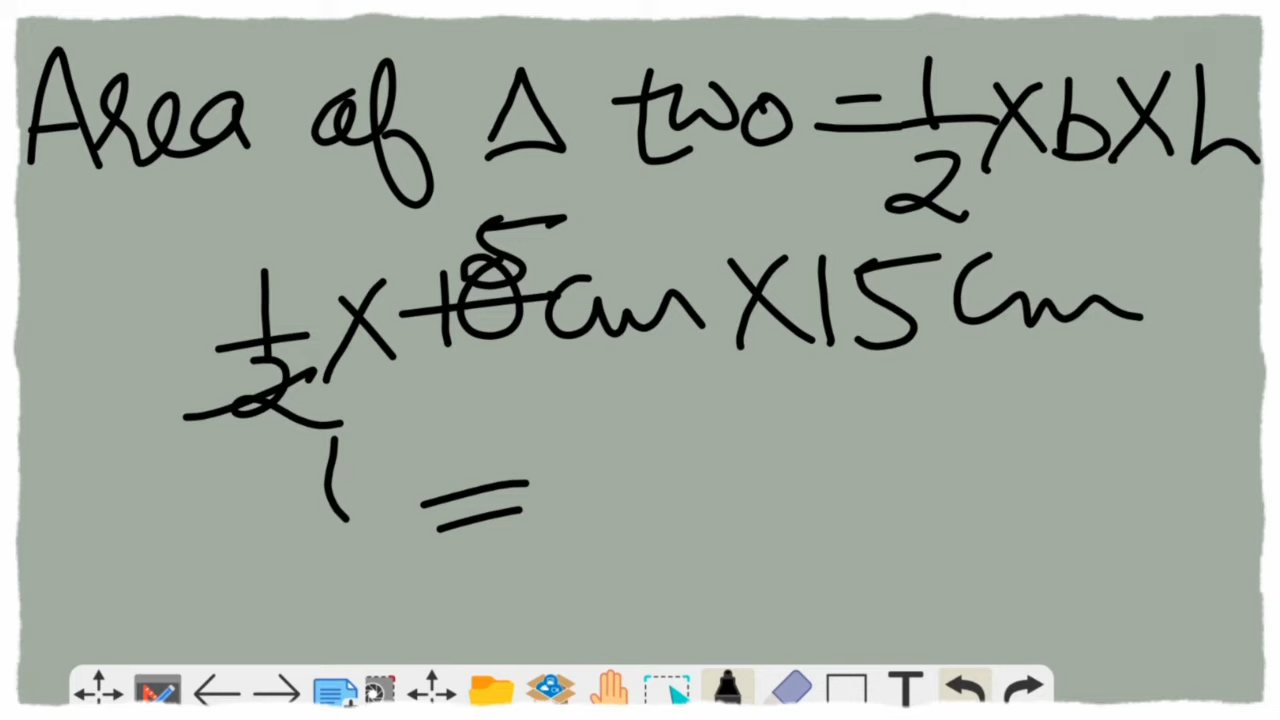 Area of Δ two = 1/2 X b X h
5
1/2 X 10 cm X 15 cm
1
=
T